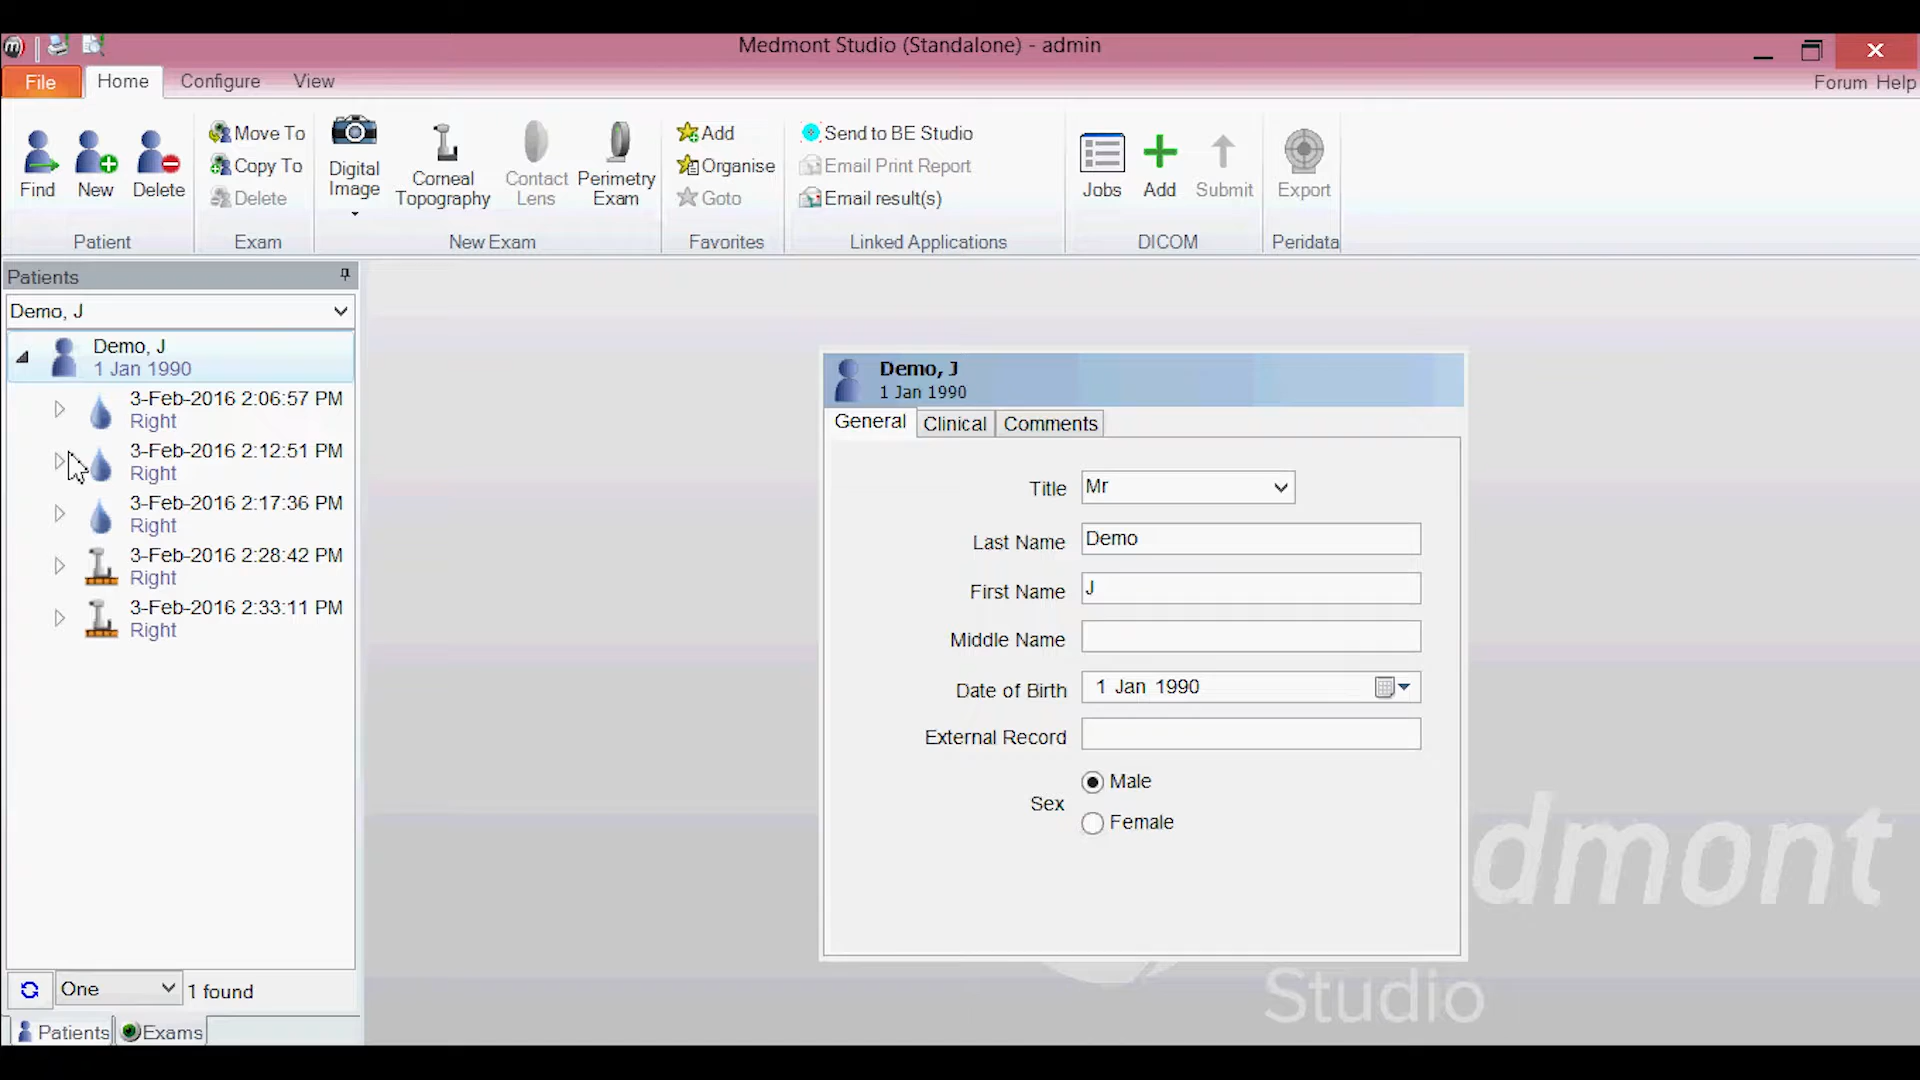 Medmont Studio (Standalone) - admin
File Home Configure View Forum Help
Find
New
Delete
Patient
Move To
Copy To
Delete
Exam
Digital
Image
Corneal
Topography
Contact
Lens
Perimetry
Exam
New Exam
Add
Organise
Goto
Favorites
Send to BE Studio
Email Print Report
Email result(s)
Linked Applications
Jobs
Add
Submit
DICOM
Export
Peridata
Patients
Demo, J
Demo, J
1 Jan 1990
3-Feb-2016 2:06:57 PM
Right
3-Feb-2016 2:12:51 PM
Right
3-Feb-2016 2:17:36 PM
Right
3-Feb-2016 2:28:42 PM
Right
3-Feb-2016 2:33:11 PM
Right
One
1 found
Patients
Exams
Demo, J
1 Jan 1990
General Clinical Comments
Title Mr
Last Name Demo
First Name J
Middle Name
Date of Birth 1 Jan 1990
External Record
Sex
Male
Female
dmont
Studio